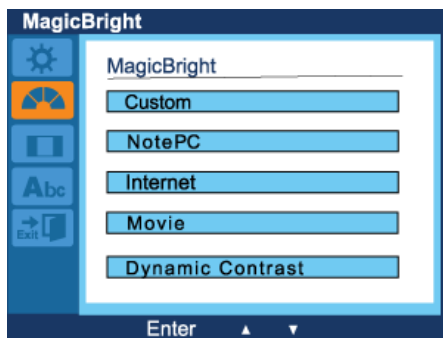 MagicBright
MagicBright
Custom
NotePC
Internet
Abc
Movie
Exit
Dynamic Contrast
Enter ▲ ▼